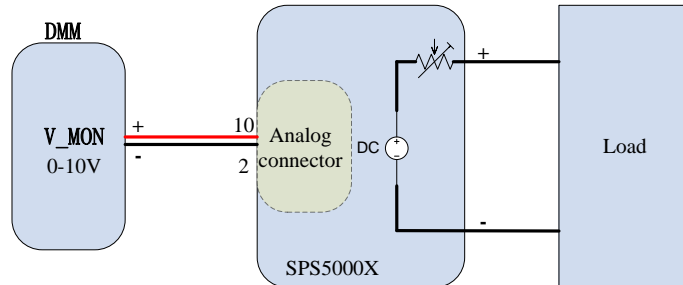 DMM
V_MON
0-10V
+
-
10
2
Analog
connector
DC
+
-
SPS5000X
+
-
Load